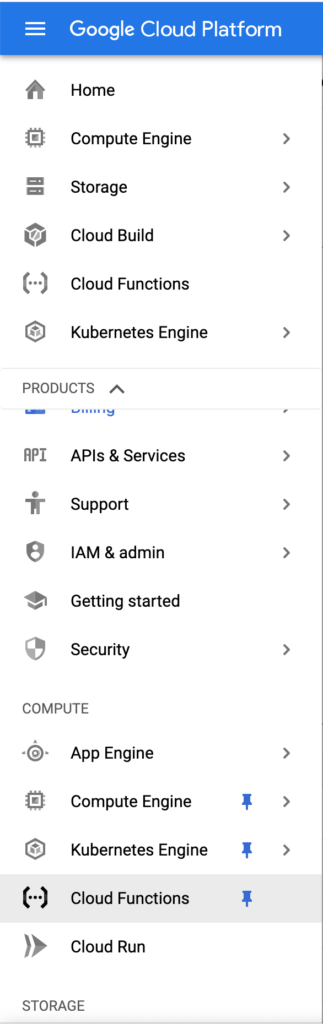 Google Cloud Platform
Home
Compute Engine
Storage
Cloud Build
Cloud Functions
Kubernetes Engine
PRODUCTS
Billing
API APIs & Services
Support
IAM & admin
Getting started
Security
COMPUTE
App Engine
Compute Engine
Kubernetes Engine
Cloud Functions
Cloud Run
STORAGE